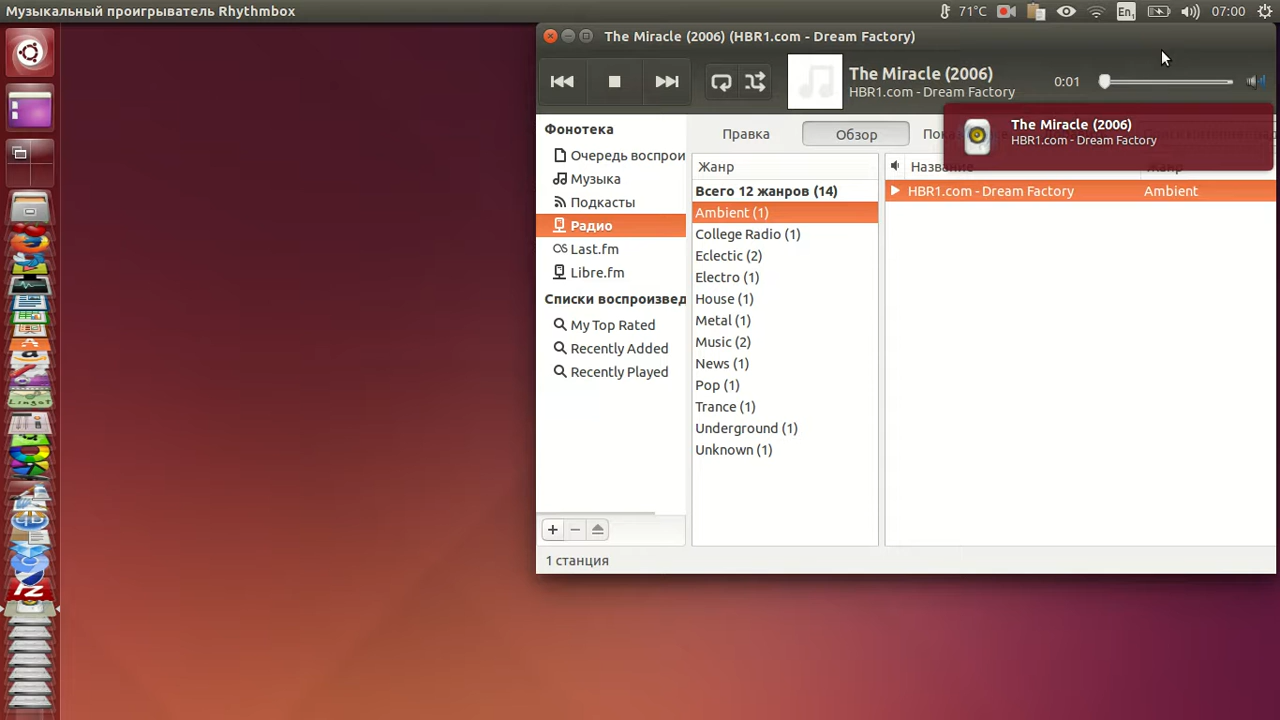 Музыкальный проигрыватель Rhythmbox
71°C
En1
07:00
The Miracle (2006) (HBR1.com - Dream Factory)
The Miracle (2006)
HBR1.com - Dream Factory
0:01
The Miracle (2006)
HBR1.com - Dream Factory
Фонотека
Очередь воспрои
Музыка
Подкасты
Радио
Last.fm
Libre.fm
Списки воспроизвед
My Top Rated
Recently Added
Recently Played
Правка
Обзор
Пока
Жанр
Всего 12 жанров (14)
Ambient (1)
College Radio (1)
Eclectic (2)
Electro (1)
House (1)
Metal (1)
Music (2)
News (1)
Pop (1)
Trance (1)
Underground (1)
Unknown (1)
Название
Жанр
HBR1.com - Dream Factory
Ambient
1 станция